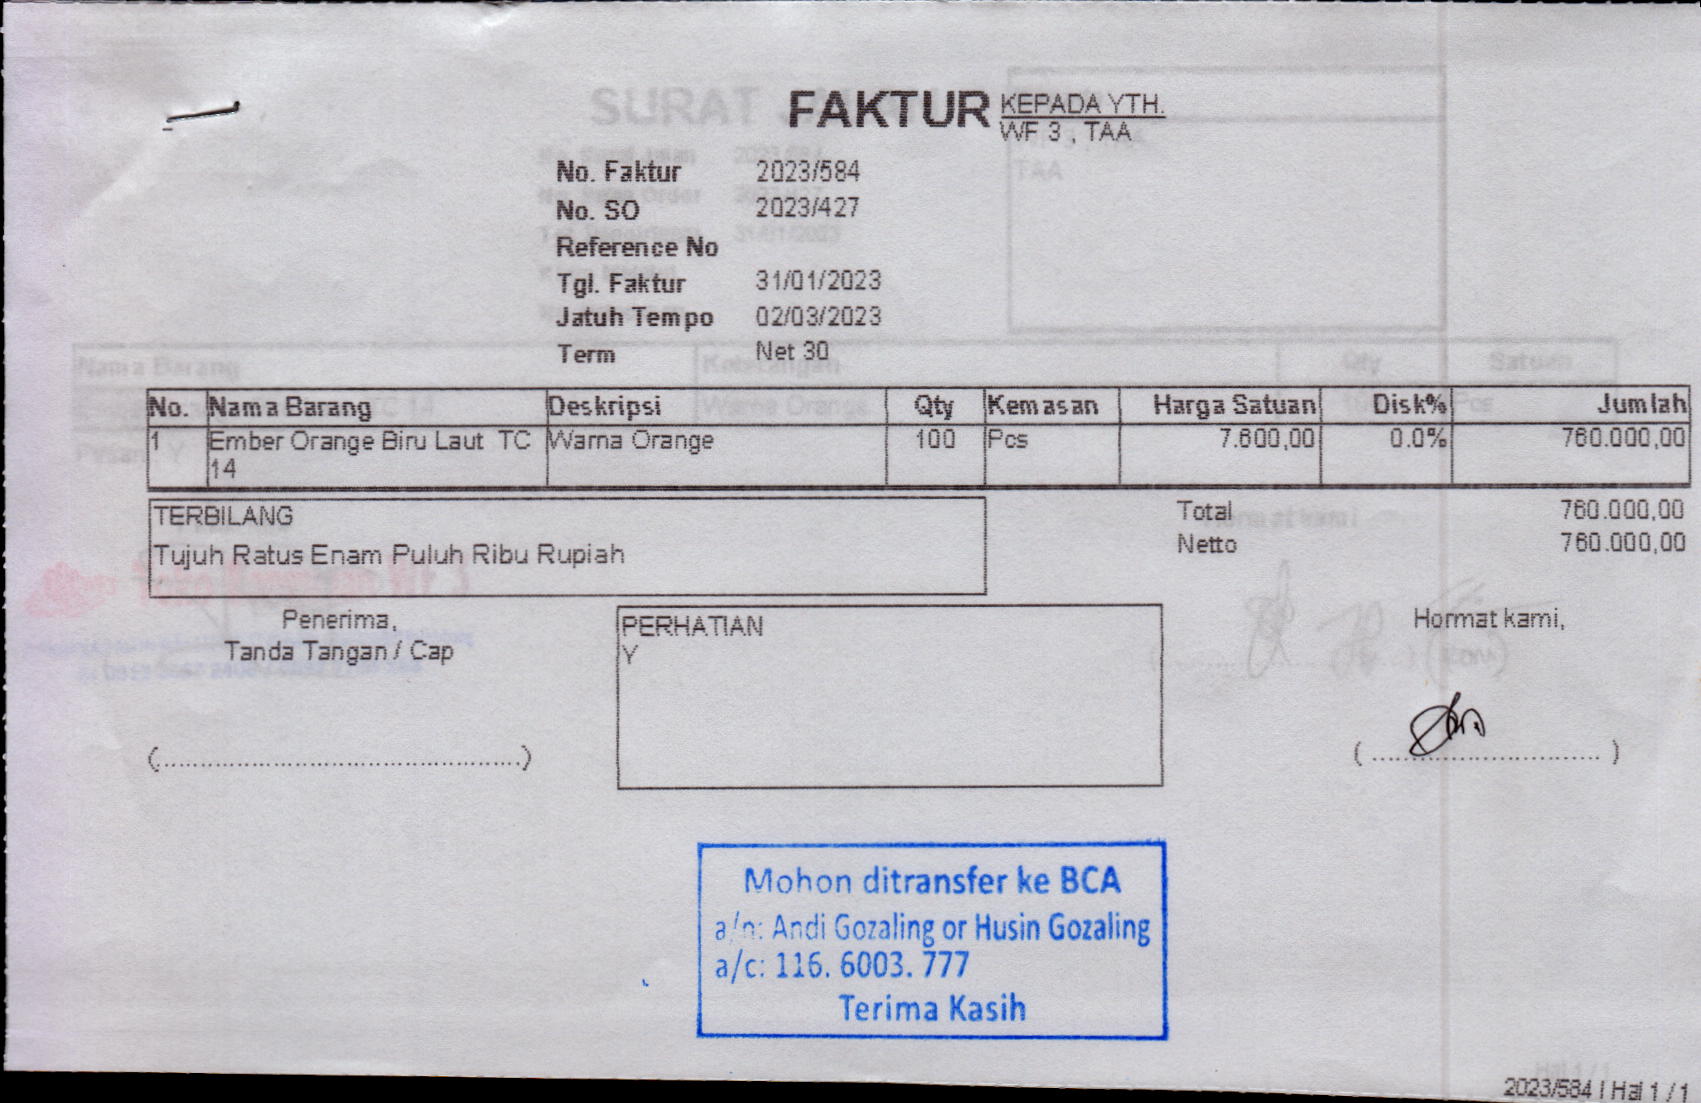 FAKTUR
KEPADA YTH.
WF 3 , TAA
No. Faktur 2023/584
No. SO 2023/427
Reference No
Tgl. Faktur 31/01/2023
Jatuh Tempo 02/03/2023
Term Net 30
No. Nama Barang Deskripsi Qty Kemasan Harga Satuan Disk% Jumlah
1 Ember Orange Biru Laut TC Warna Orange 100 Pcs 7.600,00 0.0% 760.000,00
14
TERBILANG
Tujuh Ratus Enam Puluh Ribu Rupiah
Total 760.000,00
Netto 760.000,00
Penerima,
Tanda Tangan / Cap
(................................................)
PERHATIAN
Y
Hormat kami,
( .............................. )
Mohon ditransfer ke BCA
a/n: Andi Gozaling or Husin Gozaling
a/c: 116. 6003. 777
Terima Kasih
2023/584 / Hal 1 / 1